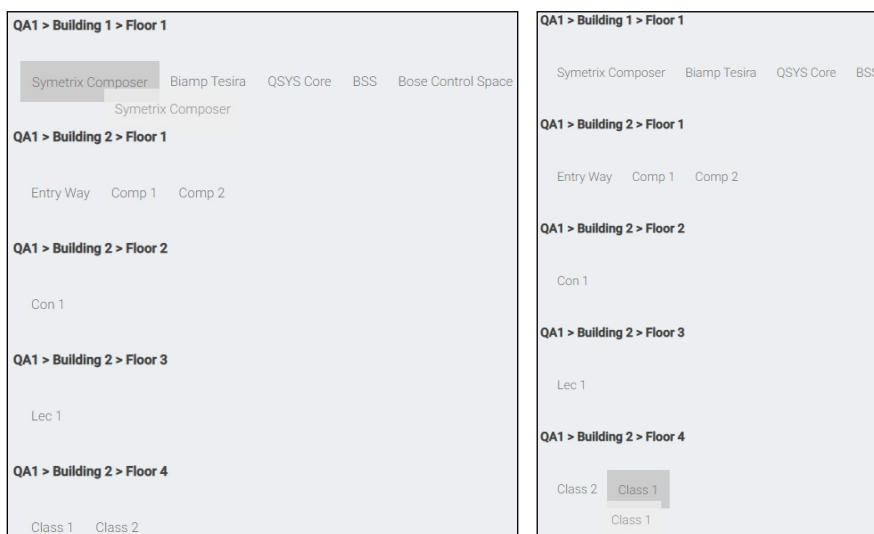 QA1 > Building 1 > Floor 1
Symetrix Composer Biamp Tesira QSYS Core BSS Bose Control Space
Symetrix Composer
QA1 > Building 2 > Floor 1
Entry Way Comp 1 Comp 2
QA1 > Building 2 > Floor 2
Con 1
QA1 > Building 2 > Floor 3
Lec 1
QA1 > Building 2 > Floor 4
Class 1 Class 2
QA1 > Building 1 > Floor 1
Symetrix Composer Biamp Tesira QSYS Core BSS
QA1 > Building 2 > Floor 1
Entry Way Comp 1 Comp 2
QA1 > Building 2 > Floor 2
Con 1
QA1 > Building 2 > Floor 3
Lec 1
QA1 > Building 2 > Floor 4
Class 2 Class 1
Class 1